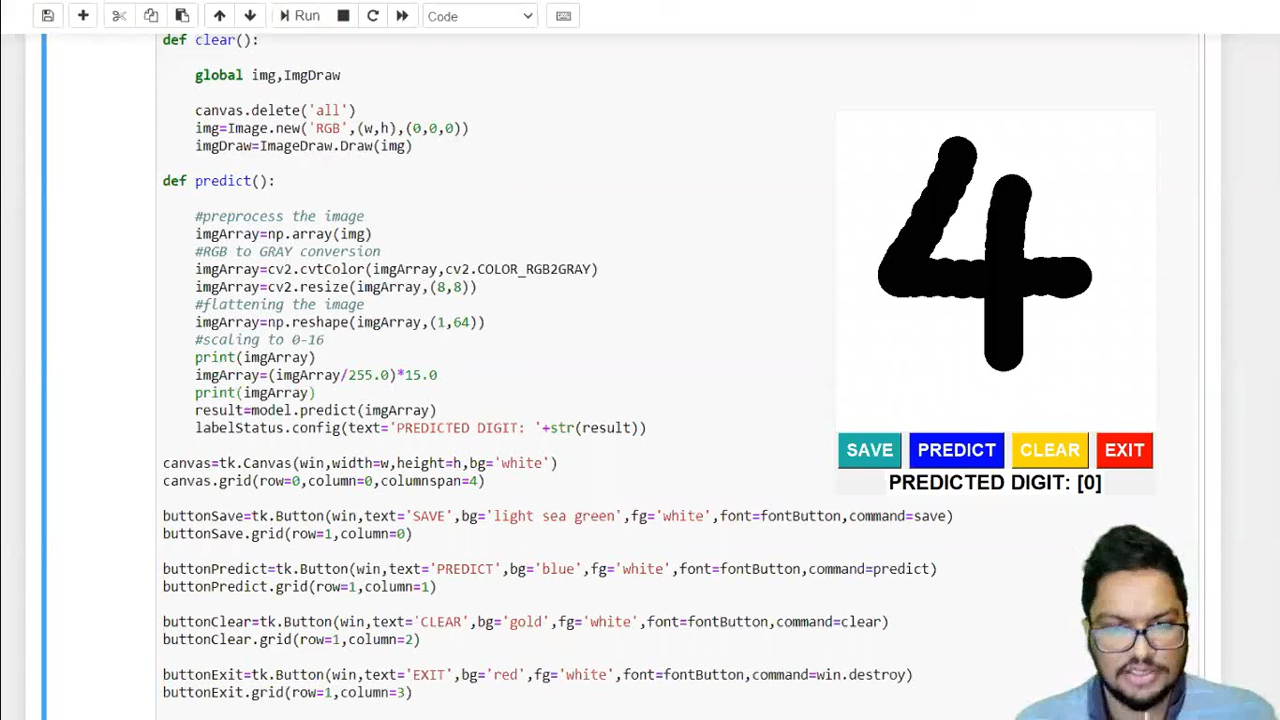 Run
Code
def clear():
global img,ImgDraw
canvas.delete('all')
img=Image.new('RGB',(w,h),(0,0,0))
imgDraw=ImageDraw.Draw(img)
def predict():
#preprocess the image
imgArray=np.array(img)
#RGB to GRAY conversion
imgArray=cv2.cvtColor(imgArray,cv2.COLOR_RGB2GRAY)
imgArray=cv2.resize(imgArray,(8,8))
#flattening the image
imgArray=np.reshape(imgArray,(1,64))
#scaling to 0-16
print(imgArray)
imgArray=(imgArray/255.0)*15.0
print(imgArray)
result=model.predict(imgArray)
labelStatus.config(text='PREDICTED DIGIT: '+str(result))
canvas=tk.Canvas(win,width=w,height=h,bg='white')
canvas.grid(row=0,column=0,columnspan=4)
buttonSave=tk.Button(win,text='SAVE',bg='light sea green',fg='white',font=fontButton,command=save)
buttonSave.grid(row=1,column=0)
buttonPredict=tk.Button(win,text='PREDICT',bg='blue',fg='white',font=fontButton,command=predict)
buttonPredict.grid(row=1,column=1)
buttonClear=tk.Button(win,text='CLEAR',bg='gold',fg='white',font=fontButton,command=clear)
buttonClear.grid(row=1,column=2)
buttonExit=tk.Button(win,text='EXIT',bg='red',fg='white',font=fontButton,command=win.destroy)
buttonExit.grid(row=1,column=3)
4
SAVE PREDICT CLEAR EXIT
PREDICTED DIGIT: [0]